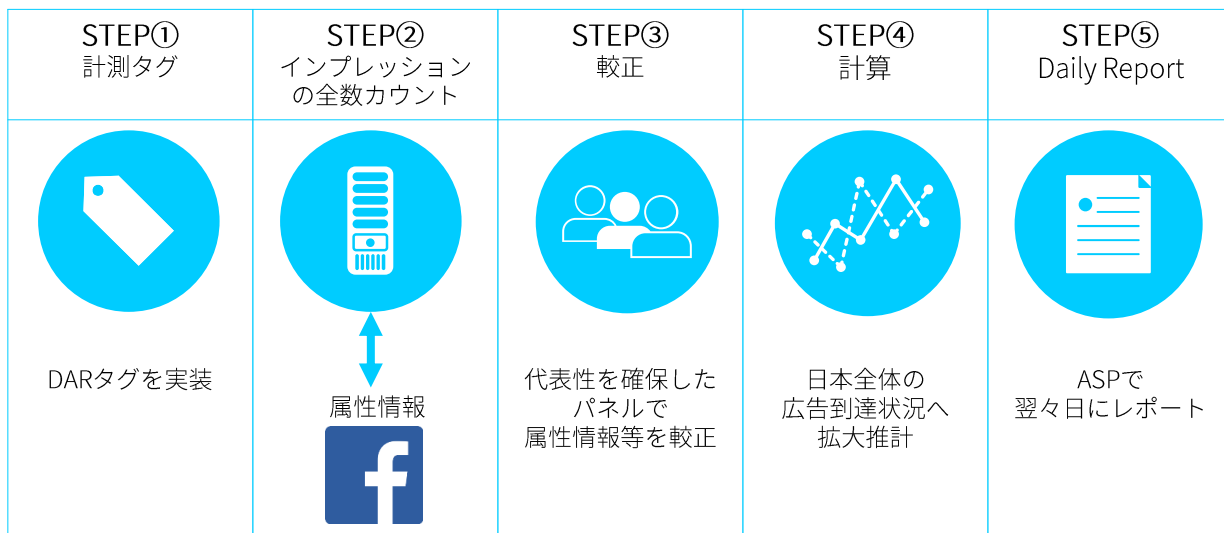 STEP①
計測タグ
STEP②
インプレッション
の全数カウント
STEP③
較正
STEP④
計算
STEP⑤
Daily Report
DARタグを実装
属性情報
f
代表性を確保した
パネルで
属性情報等を較正
日本全体の
広告到達状況へ
拡大推計
ASPで
翌々日にレポート